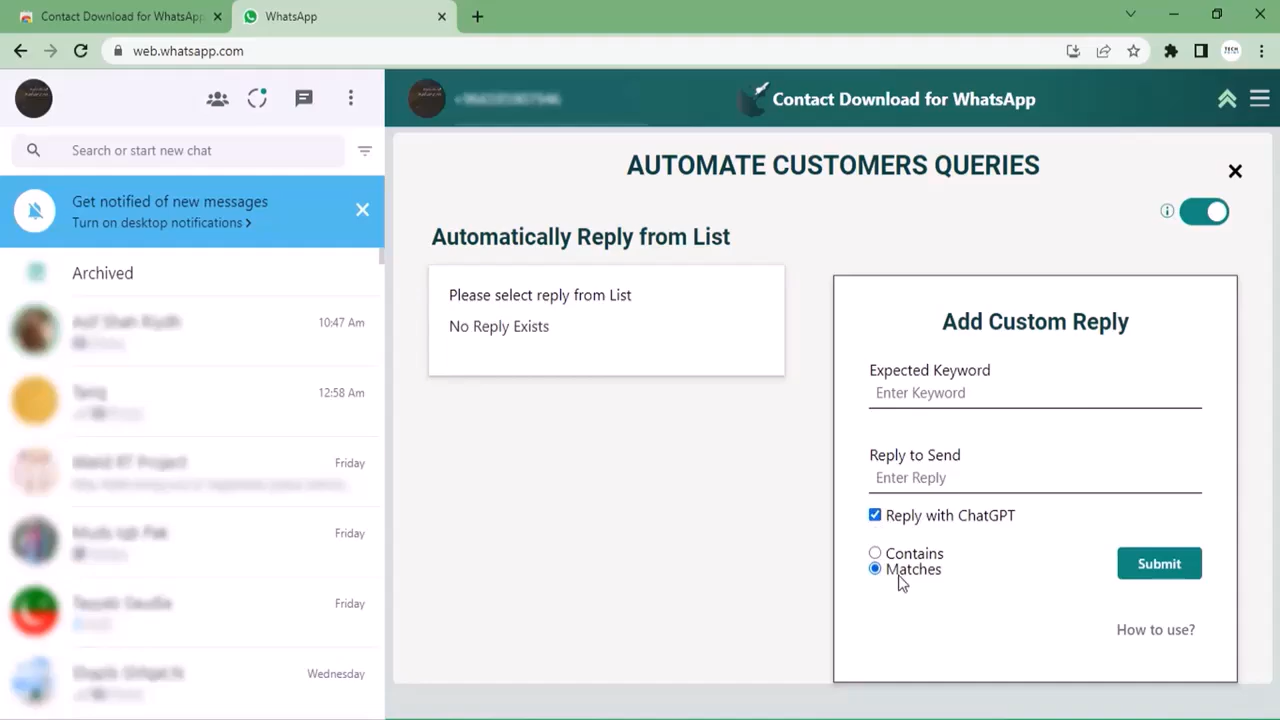 Contact Download for WhatsApp
WhatsApp
web.whatsapp.com
TECH
Contact Download for WhatsApp
Search or start new chat
Get notified of new messages
Turn on desktop notifications >
Archived
10:47 Am
12:58 Am
Friday
Friday
Friday
Wednesday
AUTOMATE CUSTOMERS QUERIES
Automatically Reply from List
Please select reply from List
No Reply Exists
Add Custom Reply
Expected Keyword
Enter Keyword
Reply to Send
Enter Reply
Reply with ChatGPT
Contains
Matches
Submit
How to use?